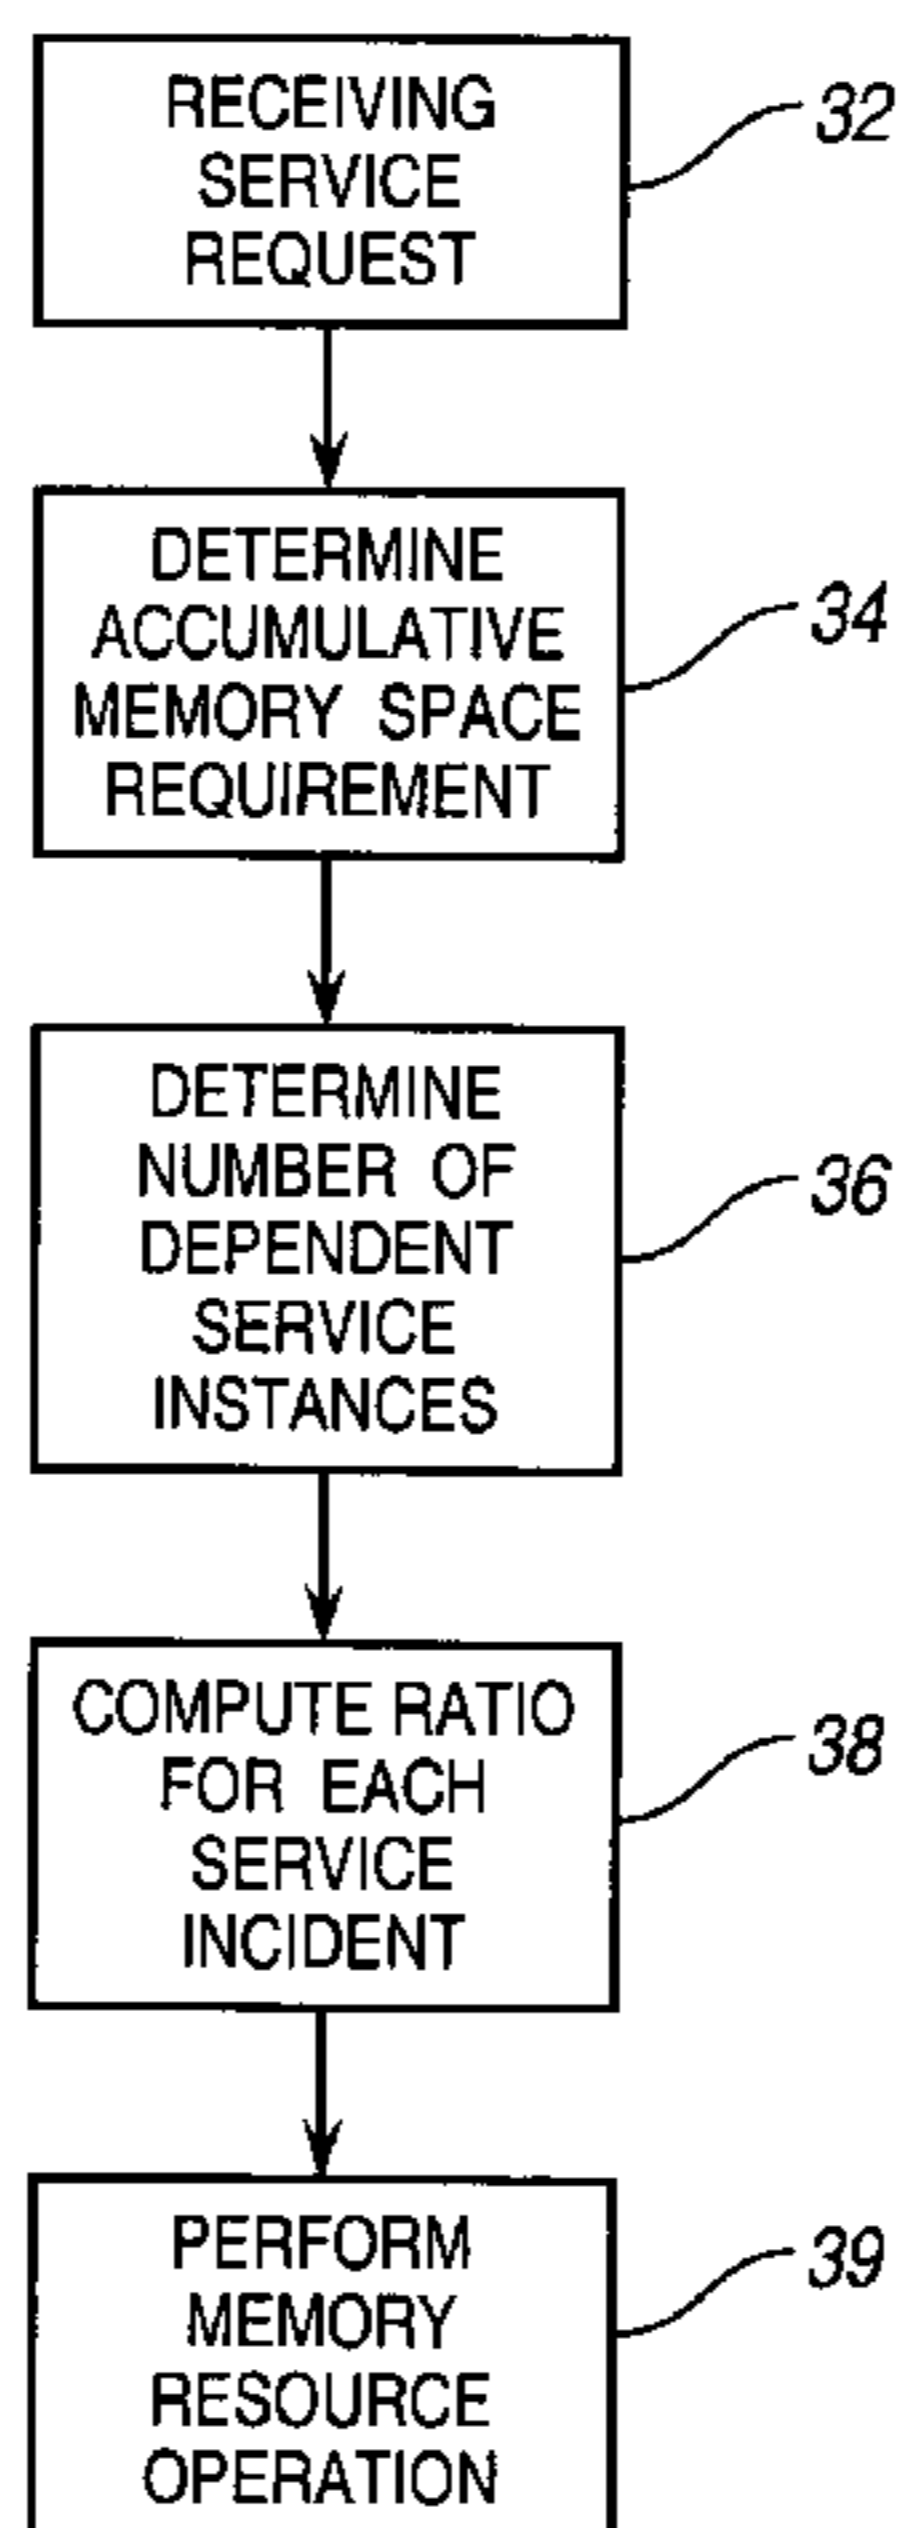 RECEIVING
SERVICE
REQUEST
32
DETERMINE
ACCUMULATIVE
MEMORY SPACE
REQUIREMENT
34
DETERMINE
NUMBER OF
DEPENDENT
SERVICE
INSTANCES
36
COMPUTE RATIO
FOR EACH
SERVICE
INCIDENT
38
PERFORM
MEMORY
RESOURCE
OPERATION
39